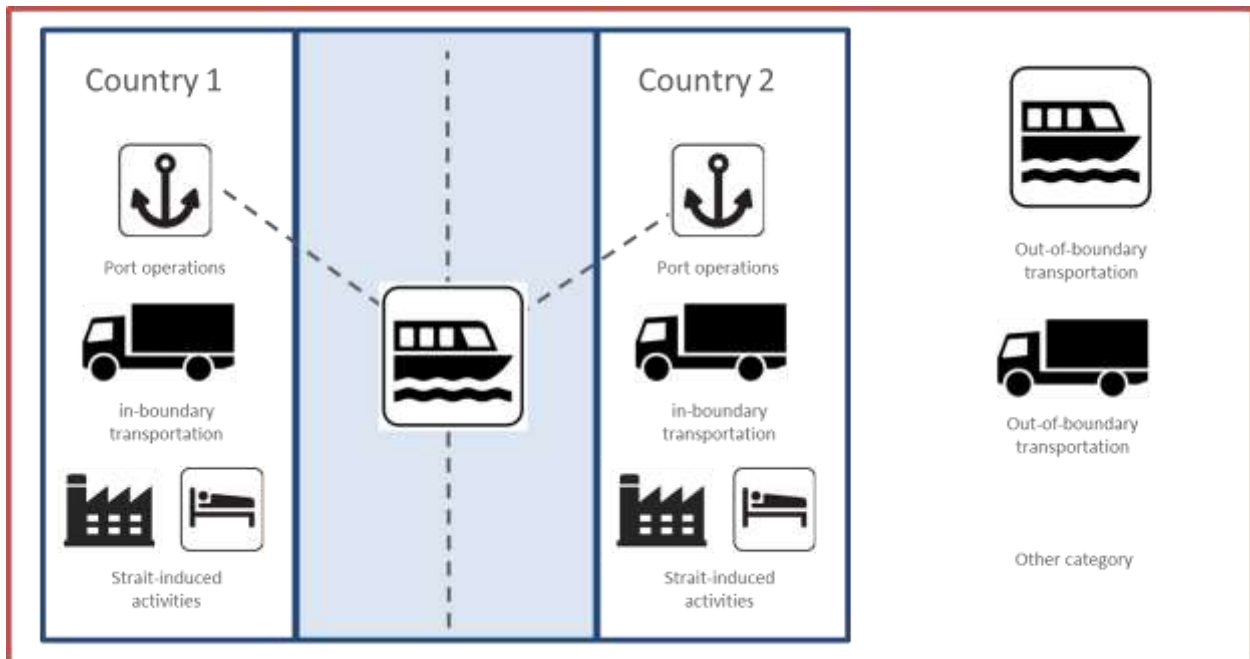 Country 1
Port operations
in-boundary
transportation
Strait-induced
activities
Country 2
Port operations
in-boundary
transportation
Strait-induced
activities
Out-of-boundary
transportation
Out-of-boundary
transportation
Other category